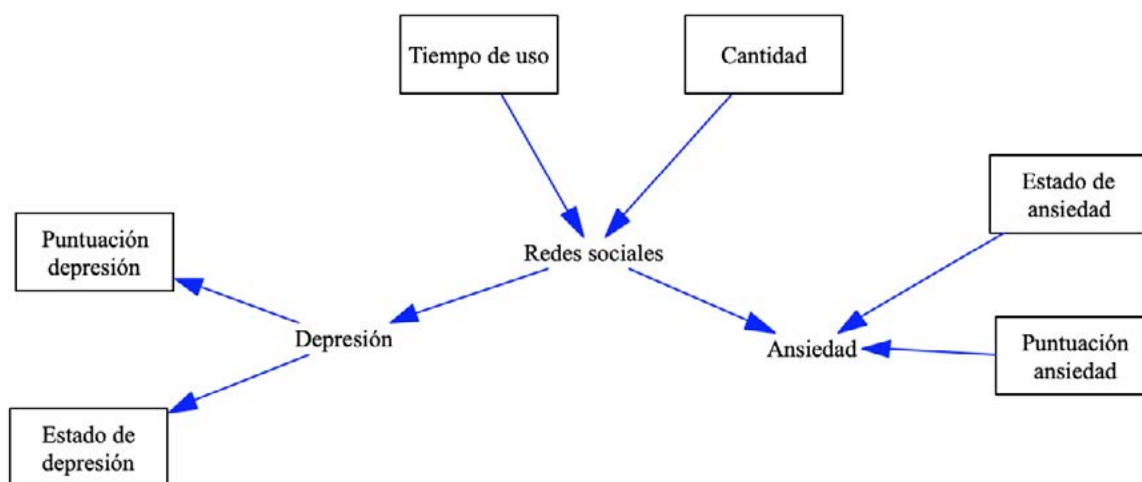 Tiempo de uso
Cantidad
Estado de
ansiedad
Puntuación
depresión
Redes sociales
Depresión
Ansiedad
Puntuación
ansiedad
Estado de
depresión